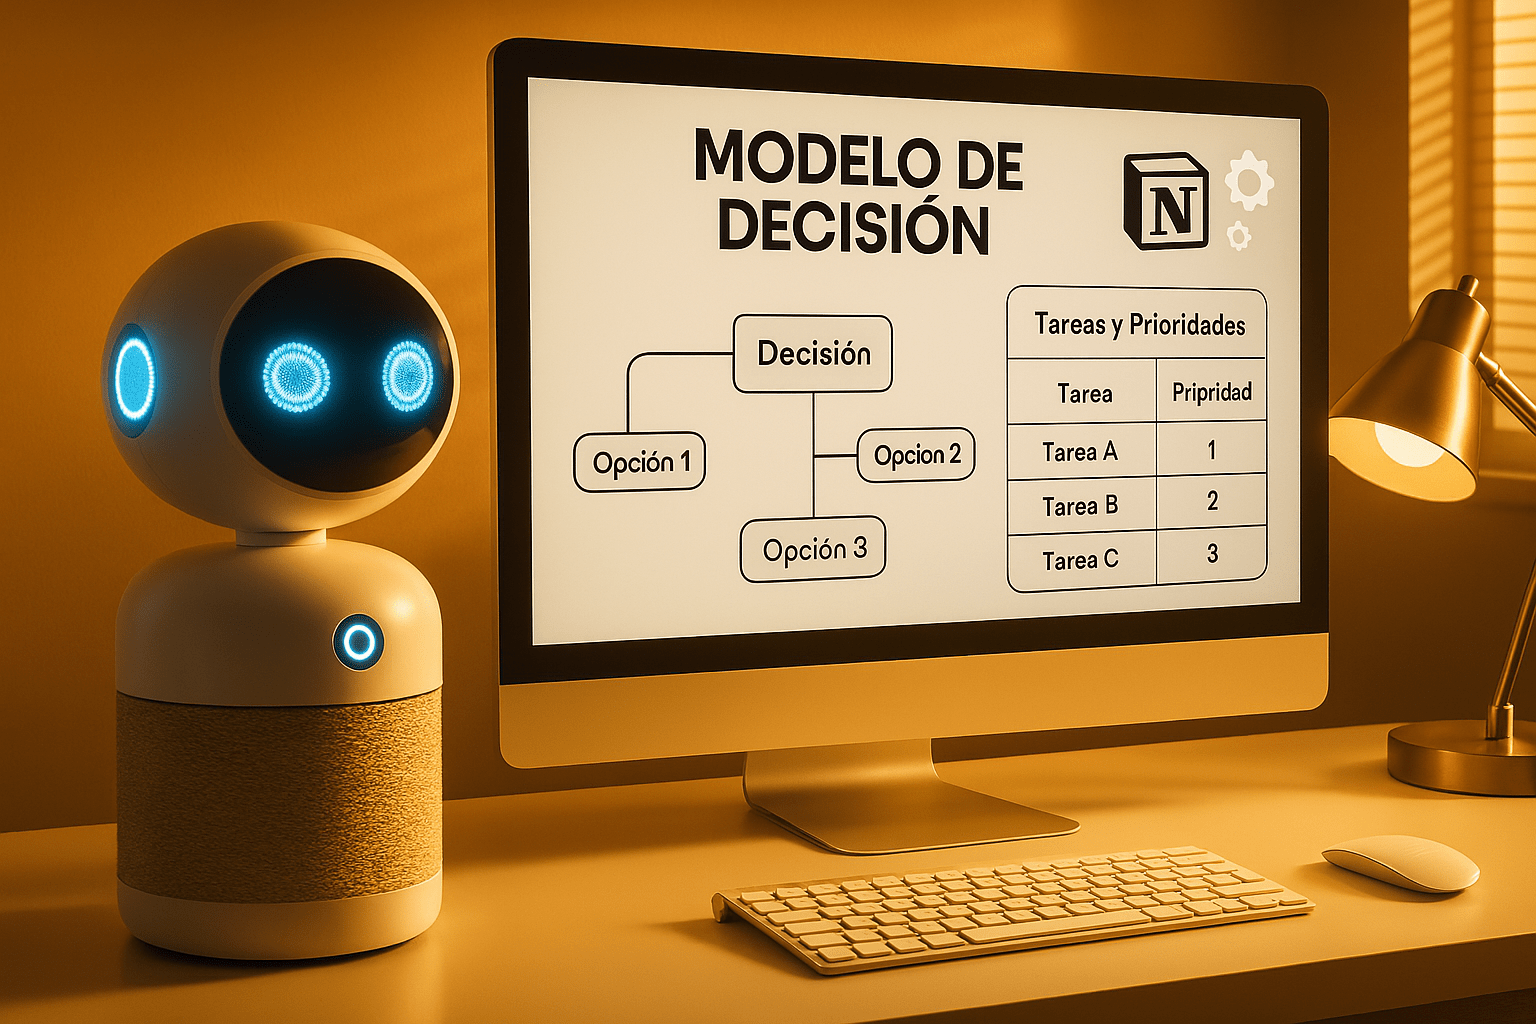 MODELO DE
DECISIÓN
N
Decisión
Opción 1
Opcion 2
Opción 3
Tareas y Prioridades
Tarea Pripridad
Tarea A 1
Tarea B 2
Tarea C 3